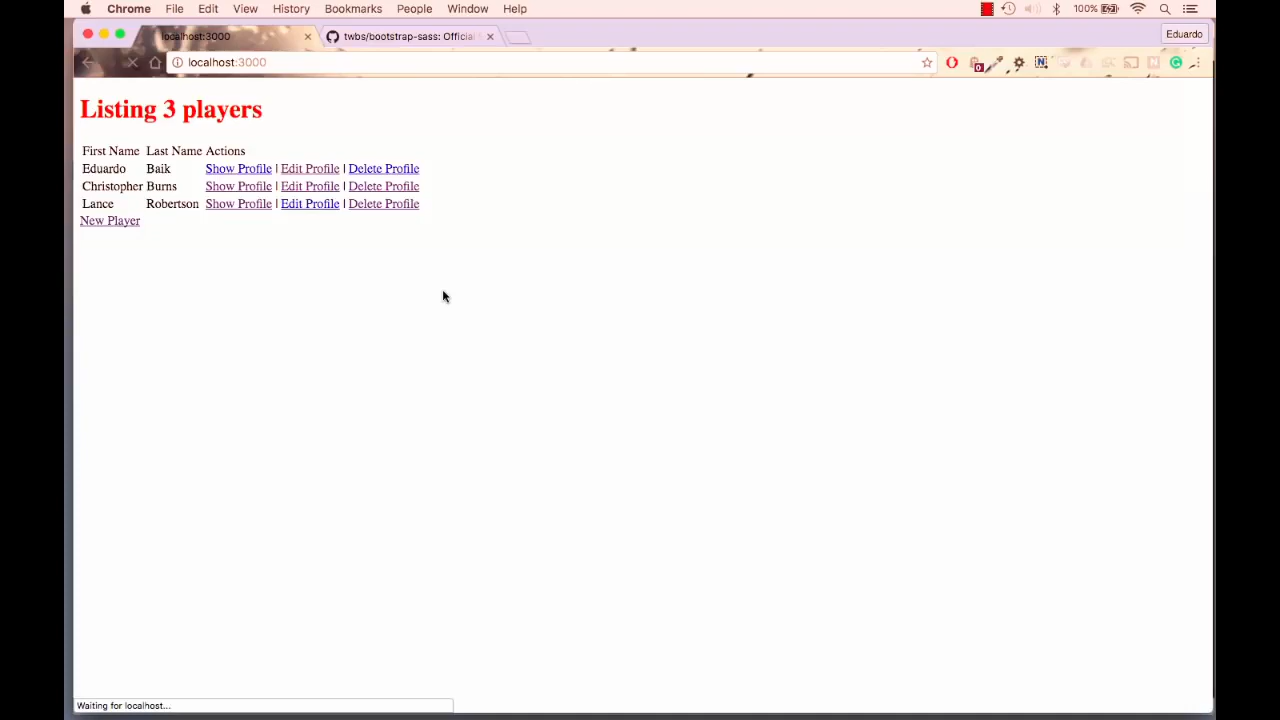 Chrome File Edit View History Bookmarks People Window Help 100%
localhost:3000 twbs/bootstrap-sass: Official Eduardo
localhost:3000
Listing 3 players
First Name Last Name Actions
Eduardo Baik Show Profile | Edit Profile | Delete Profile
Christopher Burns Show Profile | Edit Profile | Delete Profile
Lance Robertson Show Profile | Edit Profile | Delete Profile
New Player
Waiting for localhost...